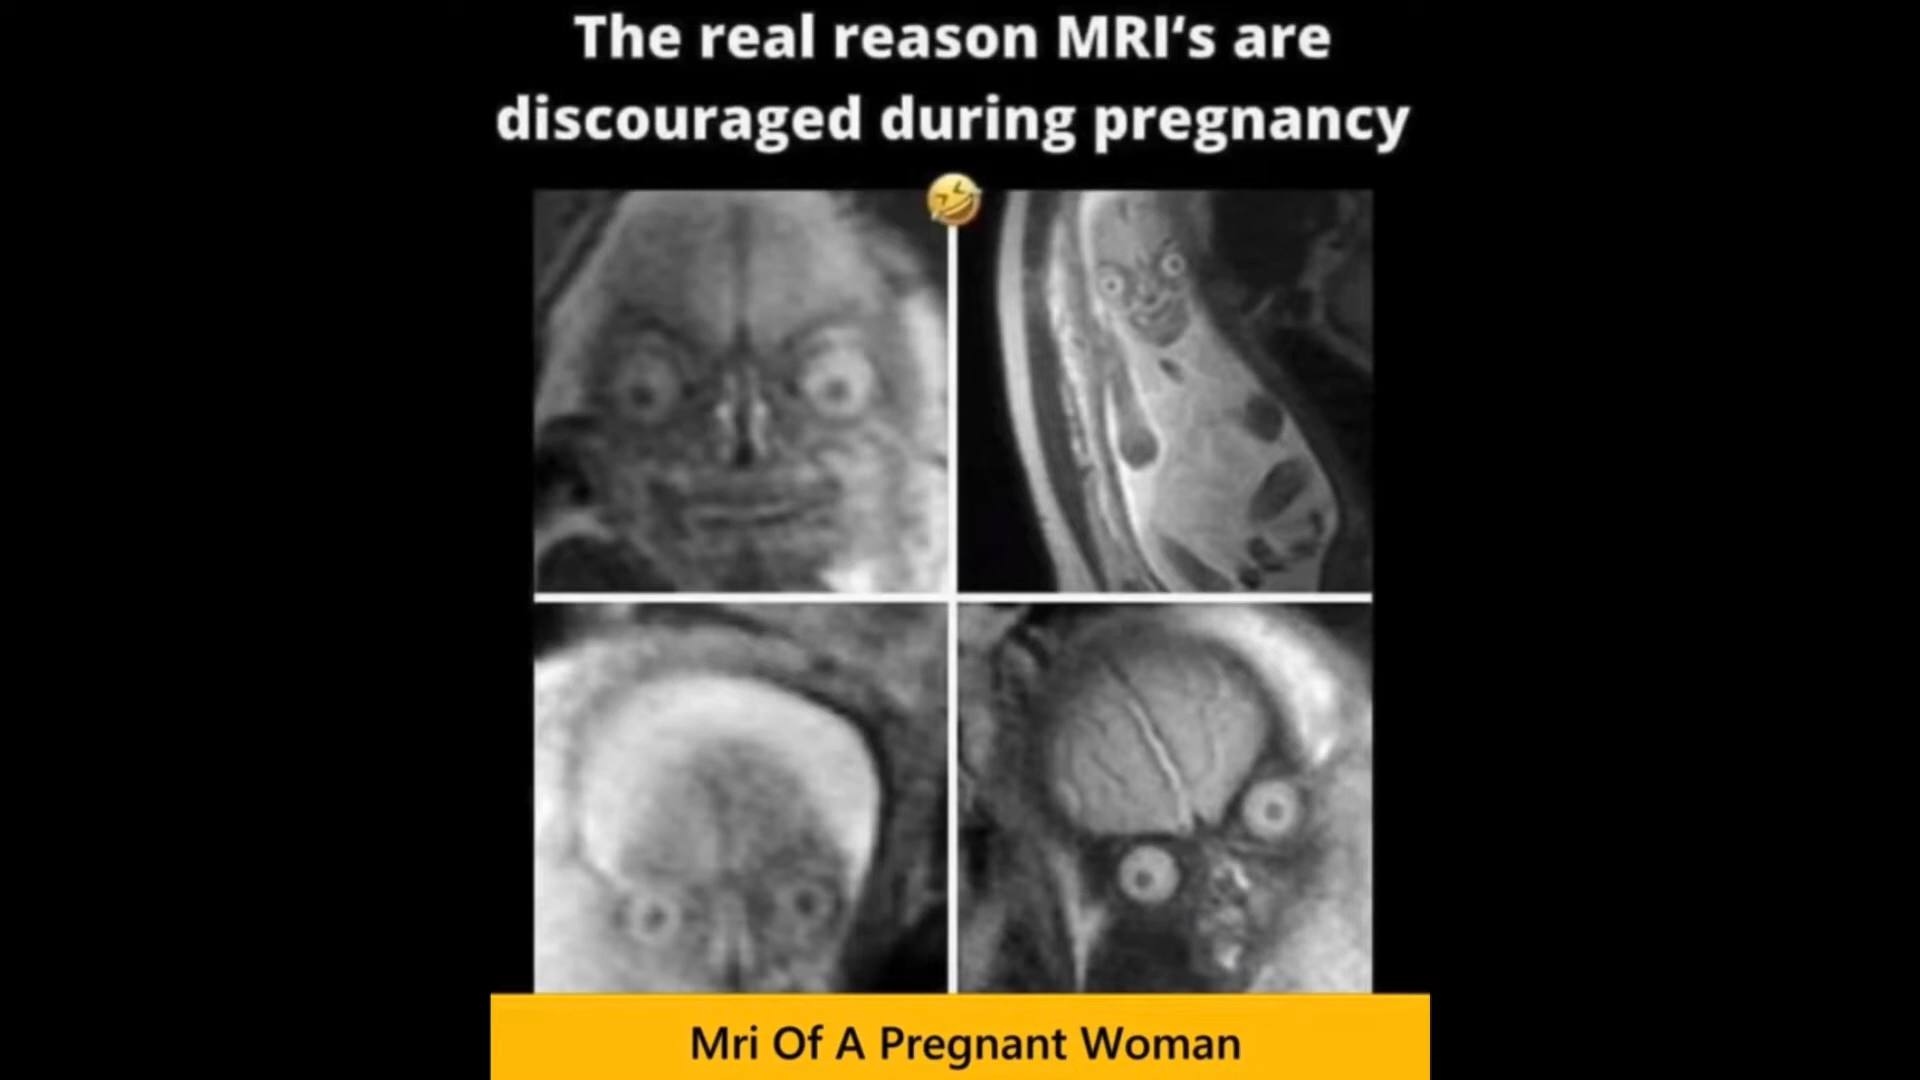 The real reason MRI‘s are
discouraged during pregnancy
Mri Of A Pregnant Woman